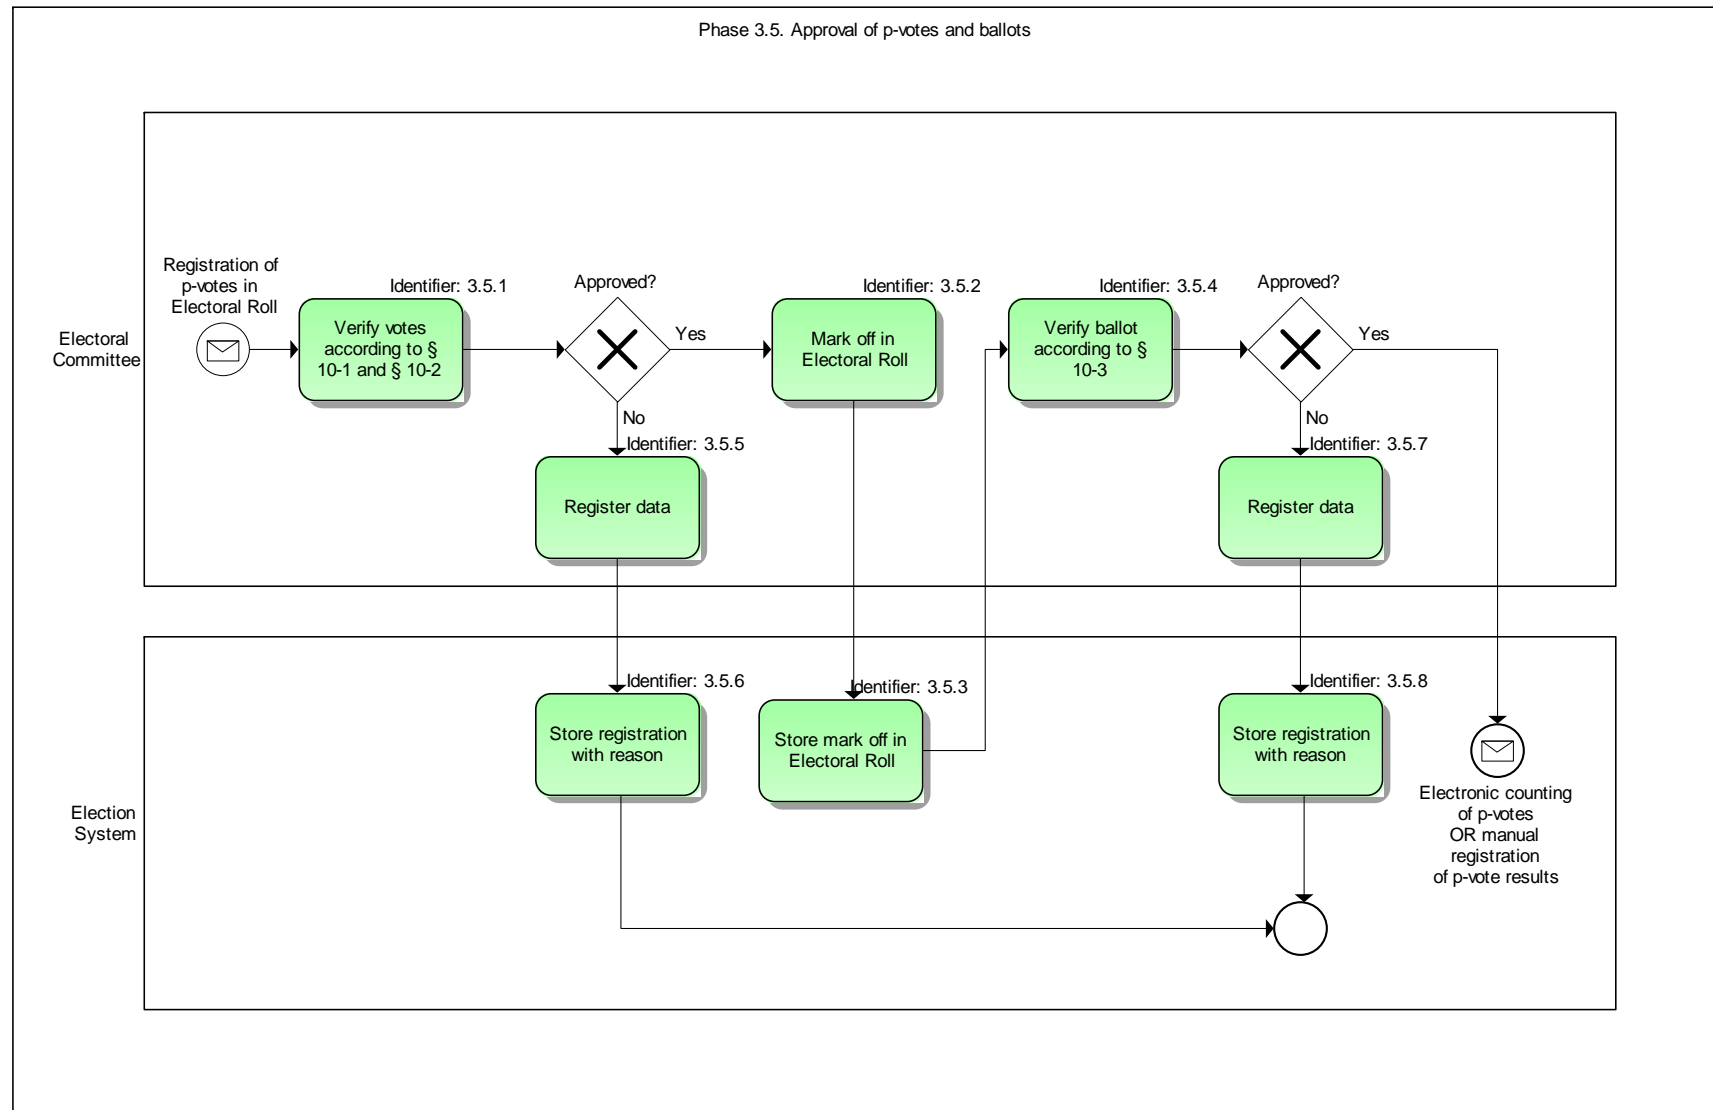 Phase 3.5. Approval of p-votes and ballots
Electoral
Committee
Registration of
p-votes in
Electoral Roll
Identifier: 3.5.1
Verify votes
according to §
10-1 and § 10-2
Approved?
Yes
No
Identifier: 3.5.2
Mark off in
Electoral Roll
Identifier: 3.5.4
Verify ballot
according to §
10-3
Approved?
Yes
No
Identifier: 3.5.5
Register data
Identifier: 3.5.7
Register data
Election
System
Identifier: 3.5.6
Store registration
with reason
Identifier: 3.5.3
Store mark off in
Electoral Roll
Identifier: 3.5.8
Store registration
with reason
Electronic counting
of p-votes
OR manual
registration
of p-vote results